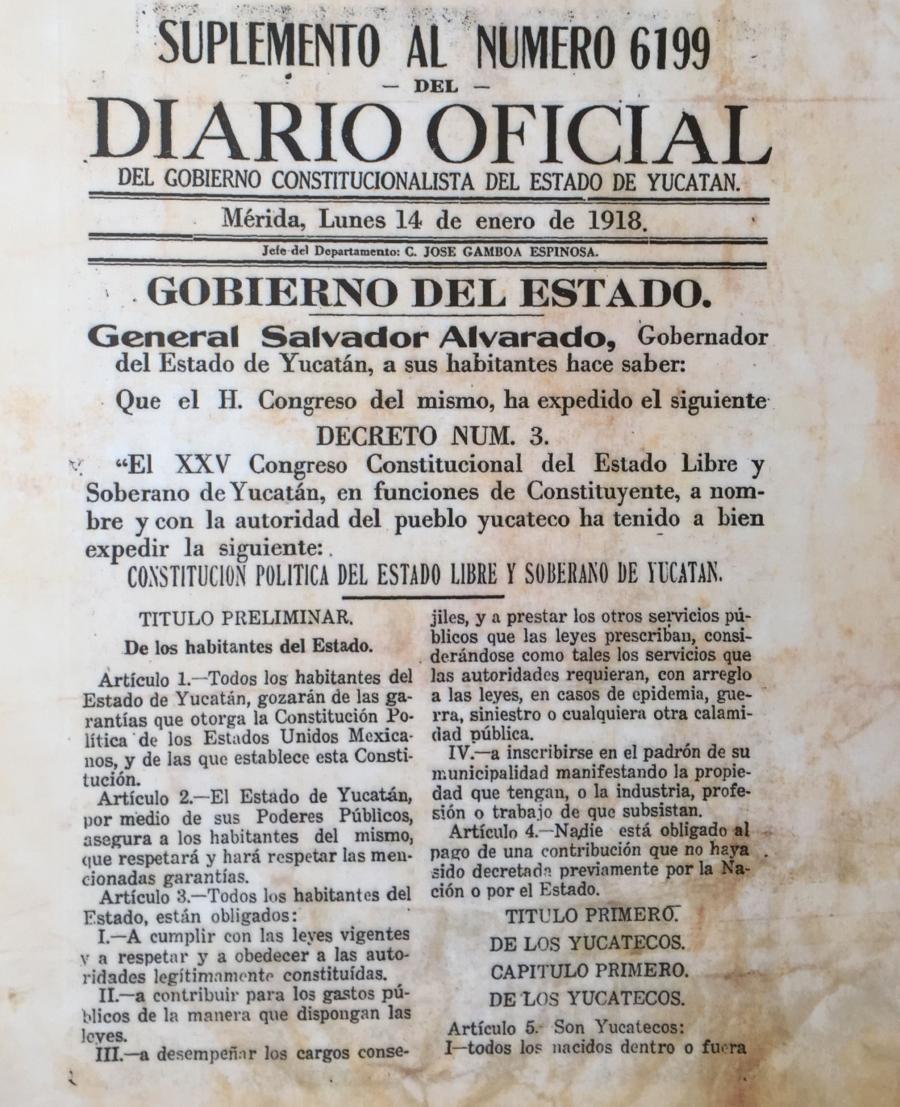 SUPLEMENTO AL NUMERO 6199
— DEL —
DIARIO OFICIAL
DEL GOBIERNO CONSTITUCIONALISTA DEL ESTADO DE YUCATAN.
Mérida, Lunes 14 de enero de 1918.
Jefe del Departamento: C. JOSE GAMBOA ESPINOSA.
GOBIERNO DEL ESTADO.
General Salvador Alvarado, Gobernador
del Estado de Yucatán, a sus habitantes hace saber:
Que el H. Congreso del mismo, ha expedido el siguiente
DECRETO NUM. 3.
“El XXV Congreso Constitucional del Estado Libre y
Soberano de Yucatán, en funciones de Constituyente, a nom-
bre y con la autoridad del pueblo yucateco ha tenido a bien
expedir la siguiente:
CONSTITUCION POLITICA DEL ESTADO LIBRE Y SOBERANO DE YUCATAN.
TITULO PRELIMINAR.
De los habitantes del Estado.
Artículo 1.—Todos los habitantes del
Estado de Yucatán, gozarán de las ga-
rantías que otorga la Constitución Po-
lítica de los Estados Unidos Mexica-
nos, y de las que establece esta Consti-
tución.
Artículo 2.—El Estado de Yucatán,
por medio de sus Poderes Públicos,
asegura a los habitantes del mismo,
que respetará y hará respetar las men-
cionadas garantías.
Artículo 3.—Todos los habitantes del
Estado, están obligados:
I.—A cumplir con las leyes vigentes
y a respetar y a obedecer a las auto-
ridades legítimamente constituídas.
II.—a contribuir para los gastos pú-
blicos de la manera que dispongan las
leyes.
III.—a desempeñar los cargos conse-
jiles, y a prestar los otros servicios pú-
blicos que las leyes prescriban, consi-
derándose como tales los servicios que
las autoridades requieran, con arreglo
a las leyes, en casos de epidemia, gue-
rra, siniestro o cualquiera otra calami-
dad pública.
IV.—a inscribirse en el padrón de su
municipalidad manifestando la propie-
dad que tengan, o la industria, profe-
sión o trabajo de que subsistan.
Artículo 4.—Nadie está obligado al
pago de una contribución que no haya
sido decretada previamente por la Na-
ción o por el Estado.
TITULO PRIMERO.
DE LOS YUCATECOS.
CAPITULO PRIMERO.
DE LOS YUCATECOS.
Artículo 5.- Son Yucatecos:
I—todos los nacidos dentro o fuera